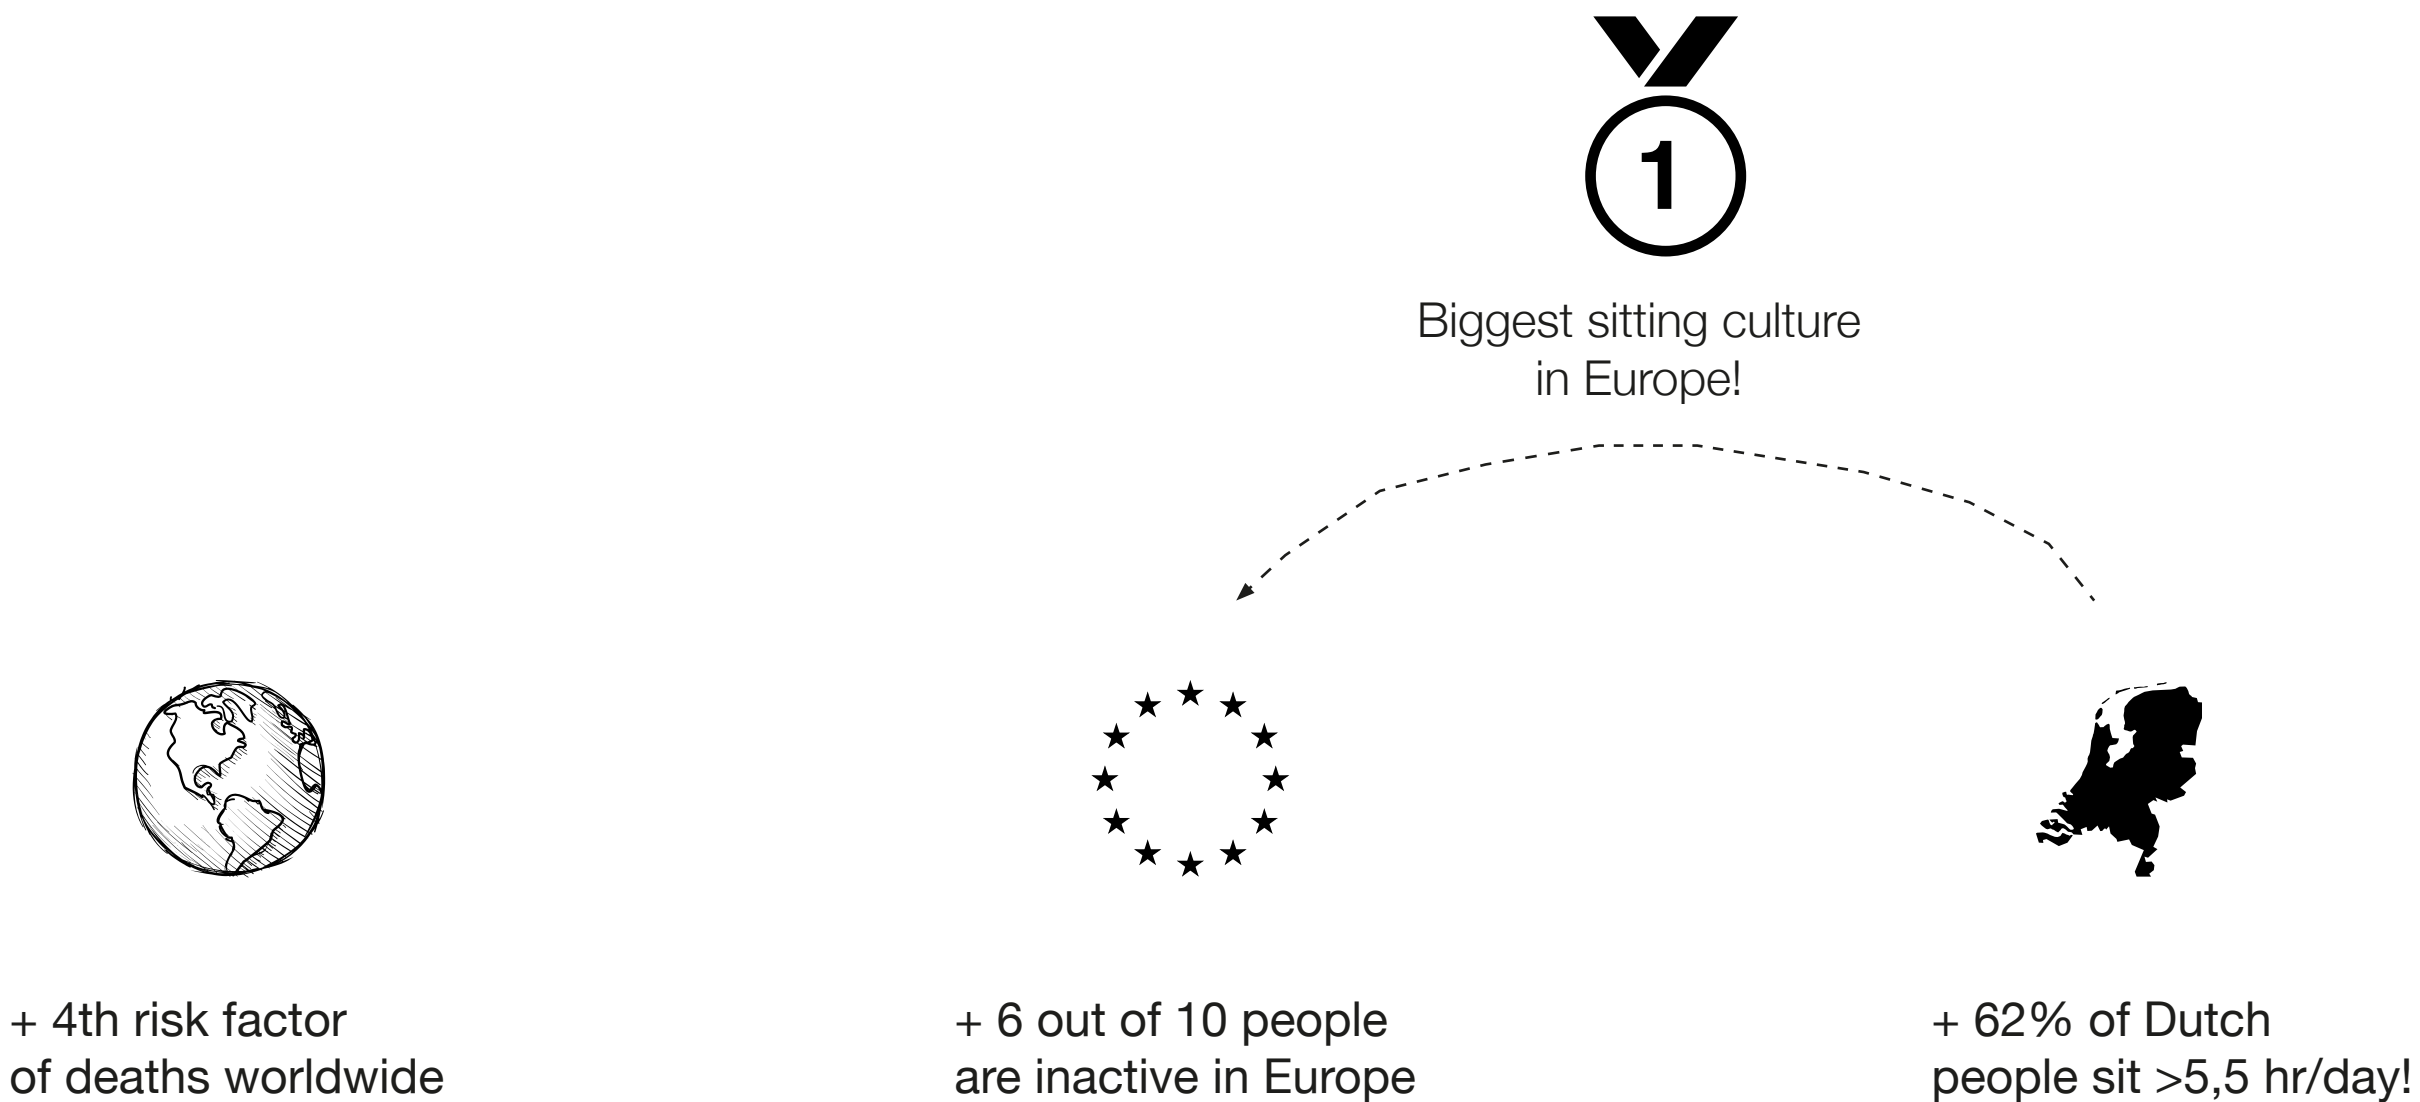 1
Biggest sitting culture
in Europe!
+ 4th risk factor
of deaths worldwide
+ 6 out of 10 people
are inactive in Europe
+ 62% of Dutch
people sit >5,5 hr/day!